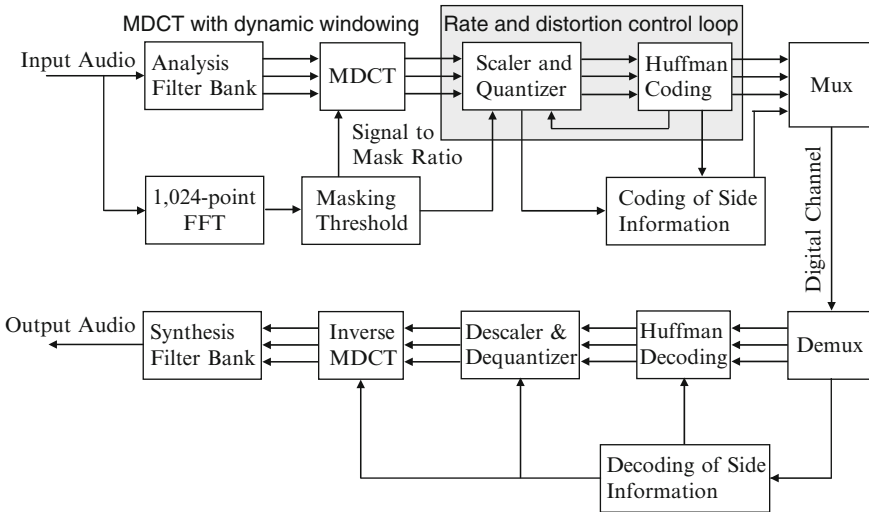 MDCT with dynamic windowing
Rate and distortion control loop
Input Audio
Analysis
Filter Bank
MDCT
Scaler and
Quantizer
Huffman
Coding
Mux
Signal to
Mask Ratio
1,024-point
FFT
Masking
Threshold
Coding of Side
Information
Digital Channel
Output Audio
Synthesis
Filter Bank
Inverse
MDCT
Descaler &
Dequantizer
Huffman
Decoding
Demux
Decoding of Side
Information